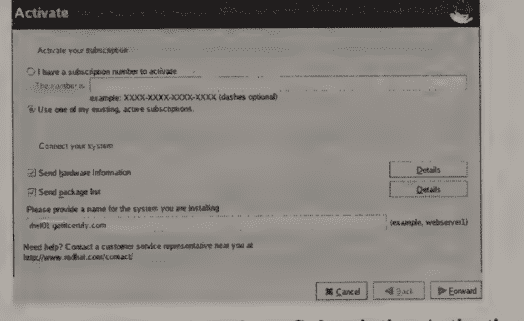 Activate
Activate your subscription
I have a subscription number to activate
The number is:
example: XXXX-XXXX-XXXX-XXXX (dashes optional)
Use one of my existing, active subscriptions.
Connect your system
Send hardware information
Details
Send package list
Details
Please provide a name for the system you are installing
(example, webserver1)
Need help? Contact a customer service representative near you at
http://www.redhat.com/contact/
Cancel
Back
Forward